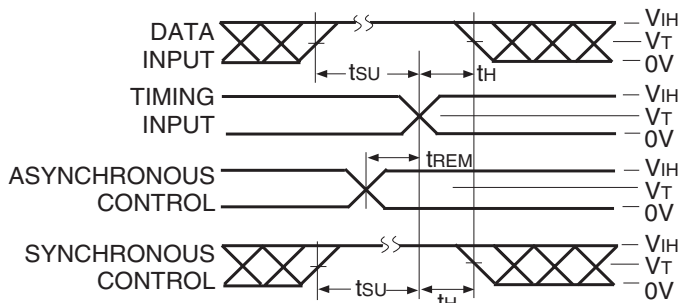 DATA
INPUT
tSU
tH
VIH
VT
0V
TIMING
INPUT
VIH
VT
0V
tREM
ASYNCHRONOUS
CONTROL
VIH
VT
0V
SYNCHRONOUS
CONTROL
tSU
tH
VIH
VT
0V